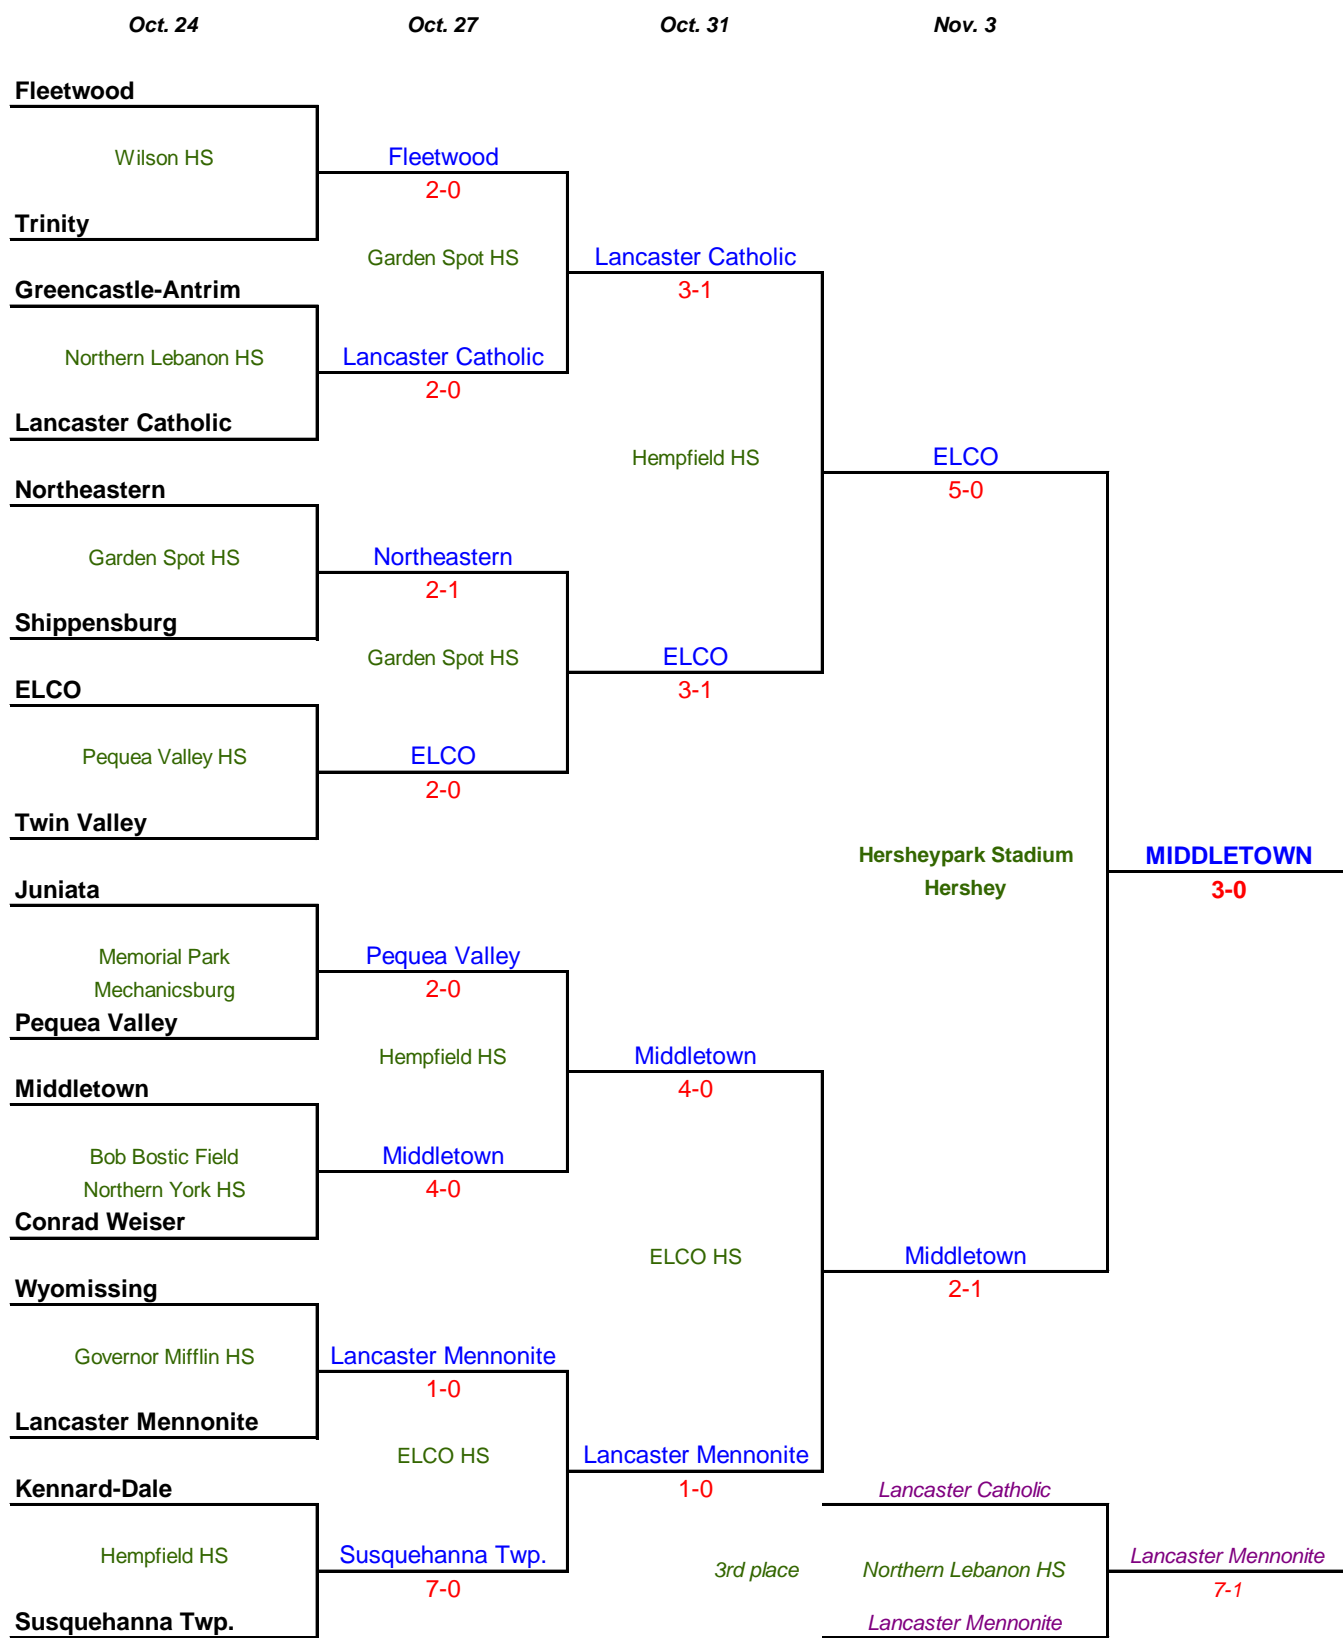 Oct. 24 Oct. 27 Oct. 31 Nov. 3
Fleetwood
Wilson HS Fleetwood
2-0
Trinity
Garden Spot HS Lancaster Catholic
Greencastle-Antrim 3-1
Northern Lebanon HS Lancaster Catholic
2-0
Lancaster Catholic
Hempfield HS ELCO
Northeastern 5-0
Garden Spot HS Northeastern
2-1
Shippensburg
Garden Spot HS ELCO
ELCO 3-1
Pequea Valley HS ELCO
2-0
Twin Valley
Hersheypark Stadium MIDDLETOWN
Juniata Hershey 3-0
Memorial Park Pequea Valley
Mechanicsburg 2-0
Pequea Valley
Hempfield HS Middletown
Middletown 4-0
Bob Bostic Field Middletown
Northern York HS 4-0
Conrad Weiser
ELCO HS Middletown
Wyomissing 2-1
Governor Mifflin HS Lancaster Mennonite
1-0
Lancaster Mennonite
ELCO HS Lancaster Mennonite
Kennard-Dale 1-0 Lancaster Catholic
Hempfield HS Susquehanna Twp. 3rd place Northern Lebanon HS Lancaster Mennonite
7-0 7-1
Susquehanna Twp. Lancaster Mennonite